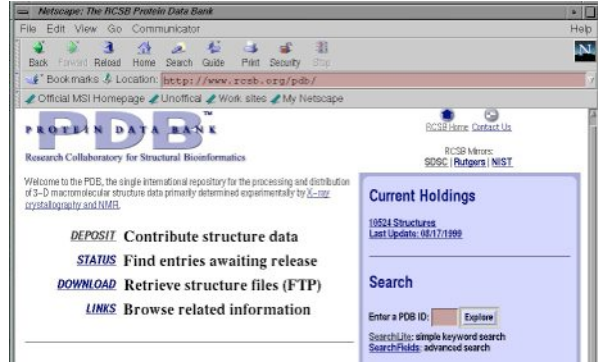 Netscape: The RCSB Protein Data Bank
File Edit View Go Communicator Help
Back Forward Reload Home Search Guide Print Security Stop
Bookmarks Location: http://www.rcsb.org/pdb/
Official MSI Homepage Unoffical Work sites My Netscape
PROTEIN DATA BANK
PDB
TM
Research Collaboratory for Structural Bioinformatics
RCSB Home Contact Us
RCSB Mirrors:
SDSC | Rutgers | NIST
Welcome to the PDB, the single international repository for the processing and distribution
of 3-D macromolecular structure data primarily determined experimentally by X-ray
crystallography and NMR.
DEPOSIT Contribute structure data
STATUS Find entries awaiting release
DOWNLOAD Retrieve structure files (FTP)
LINKS Browse related information
Current Holdings
10524 Structures
Last Update: 08/17/1999
Search
Enter a PDB ID: Explore
SearchLite: simple keyword search
SearchFields: advanced search